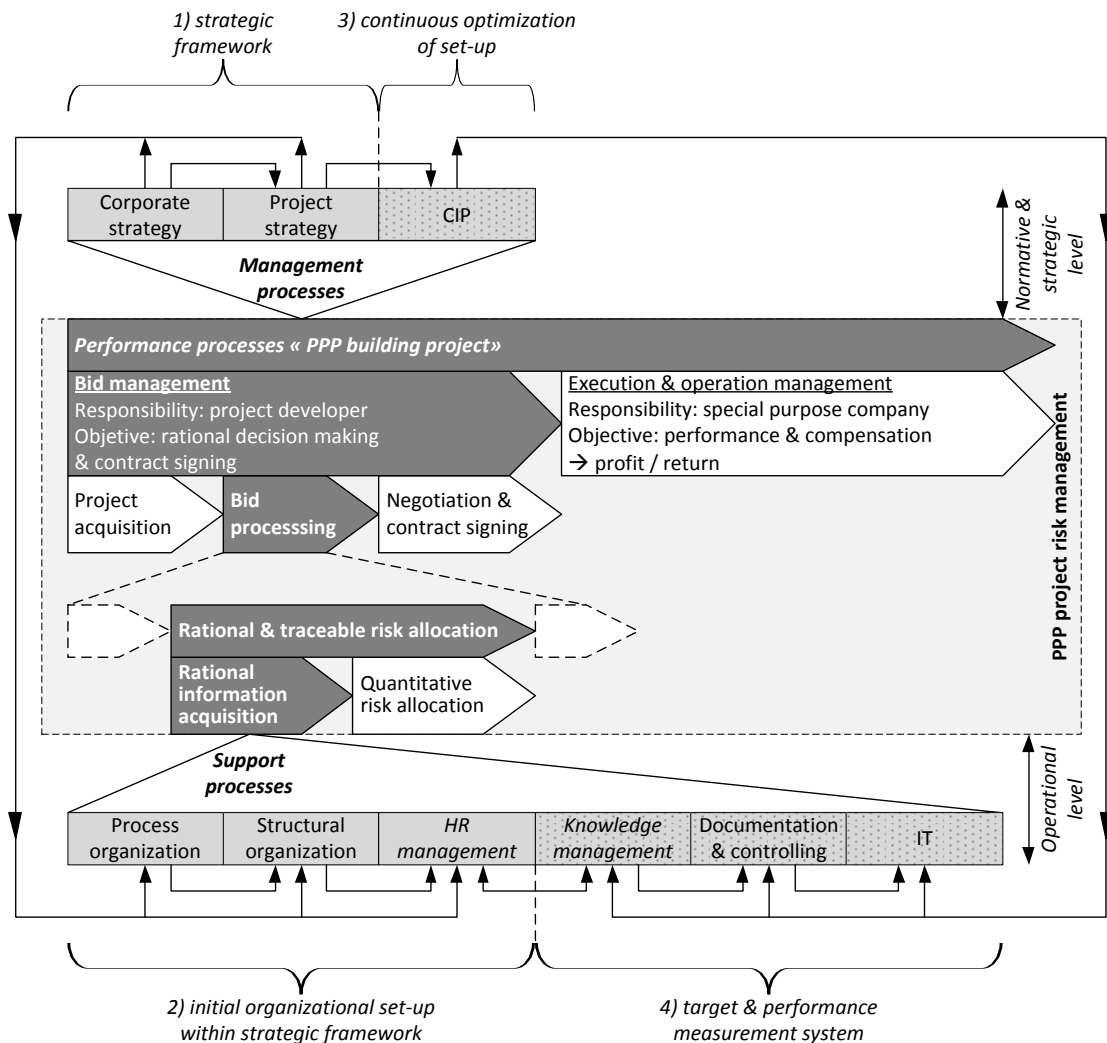 1) strategic
framework
3) continuous optimization
of set-up
Corporate
strategy
Project
strategy
CIP
Management
processes
Normative &
strategic
level
Performance processes « PPP building project»
Bid management
Responsibility: project developer
Objetive: rational decision making
& contract signing
Execution & operation management
Responsibility: special purpose company
Objective: performance & compensation
→ profit / return
Project
acquisition
Bid
processsing
Negotiation &
contract signing
PPP project risk management
Rational & traceable risk allocation
Rational
information
acquisition
Quantitative
risk allocation
Support
processes
Operational
level
Process
organization
Structural
organization
HR
management
Knowledge
management
Documentation
& controlling
IT
2) initial organizational set-up
within strategic framework
4) target & performance
measurement system